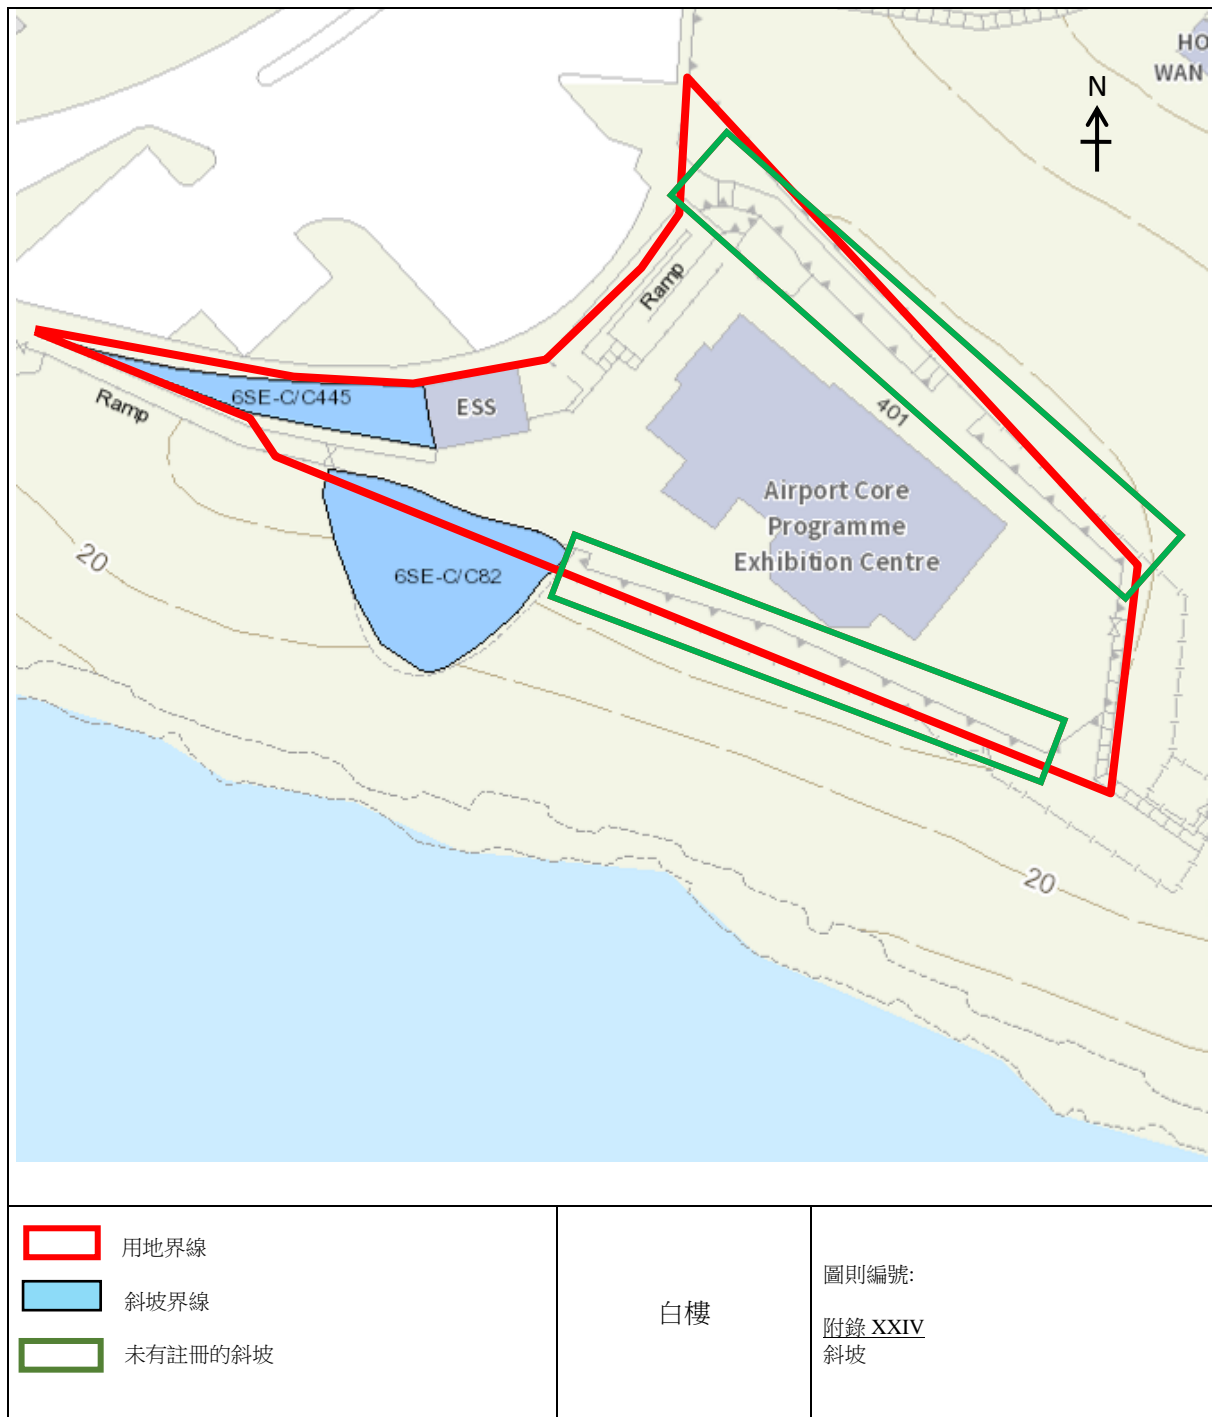 HO
WAN
N
Ramp
6SE-C/C445
ESS
Ramp
401
Airport Core
Programme
Exhibition Centre
20
6SE-C/C82
20
用地界線
斜坡界線
未有註冊的斜坡
白樓
圖則編號:
附錄 XXIV
斜坡